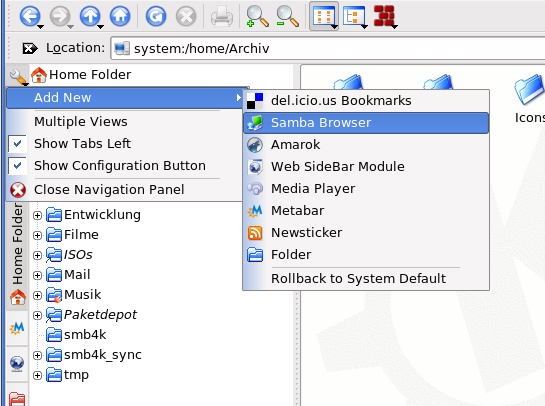 Location: system:/home/Archiv
Home Folder
Add New
Multiple Views
Show Tabs Left
Show Configuration Button
Close Navigation Panel
del.icio.us Bookmarks
Samba Browser
Amarok
Web SideBar Module
Media Player
Metabar
Newsticker
Folder
Rollback to System Default
Home Folder
Entwicklung
Filme
ISOs
Mail
Musik
Paketdepot
smb4k
smb4k_sync
tmp
Icons